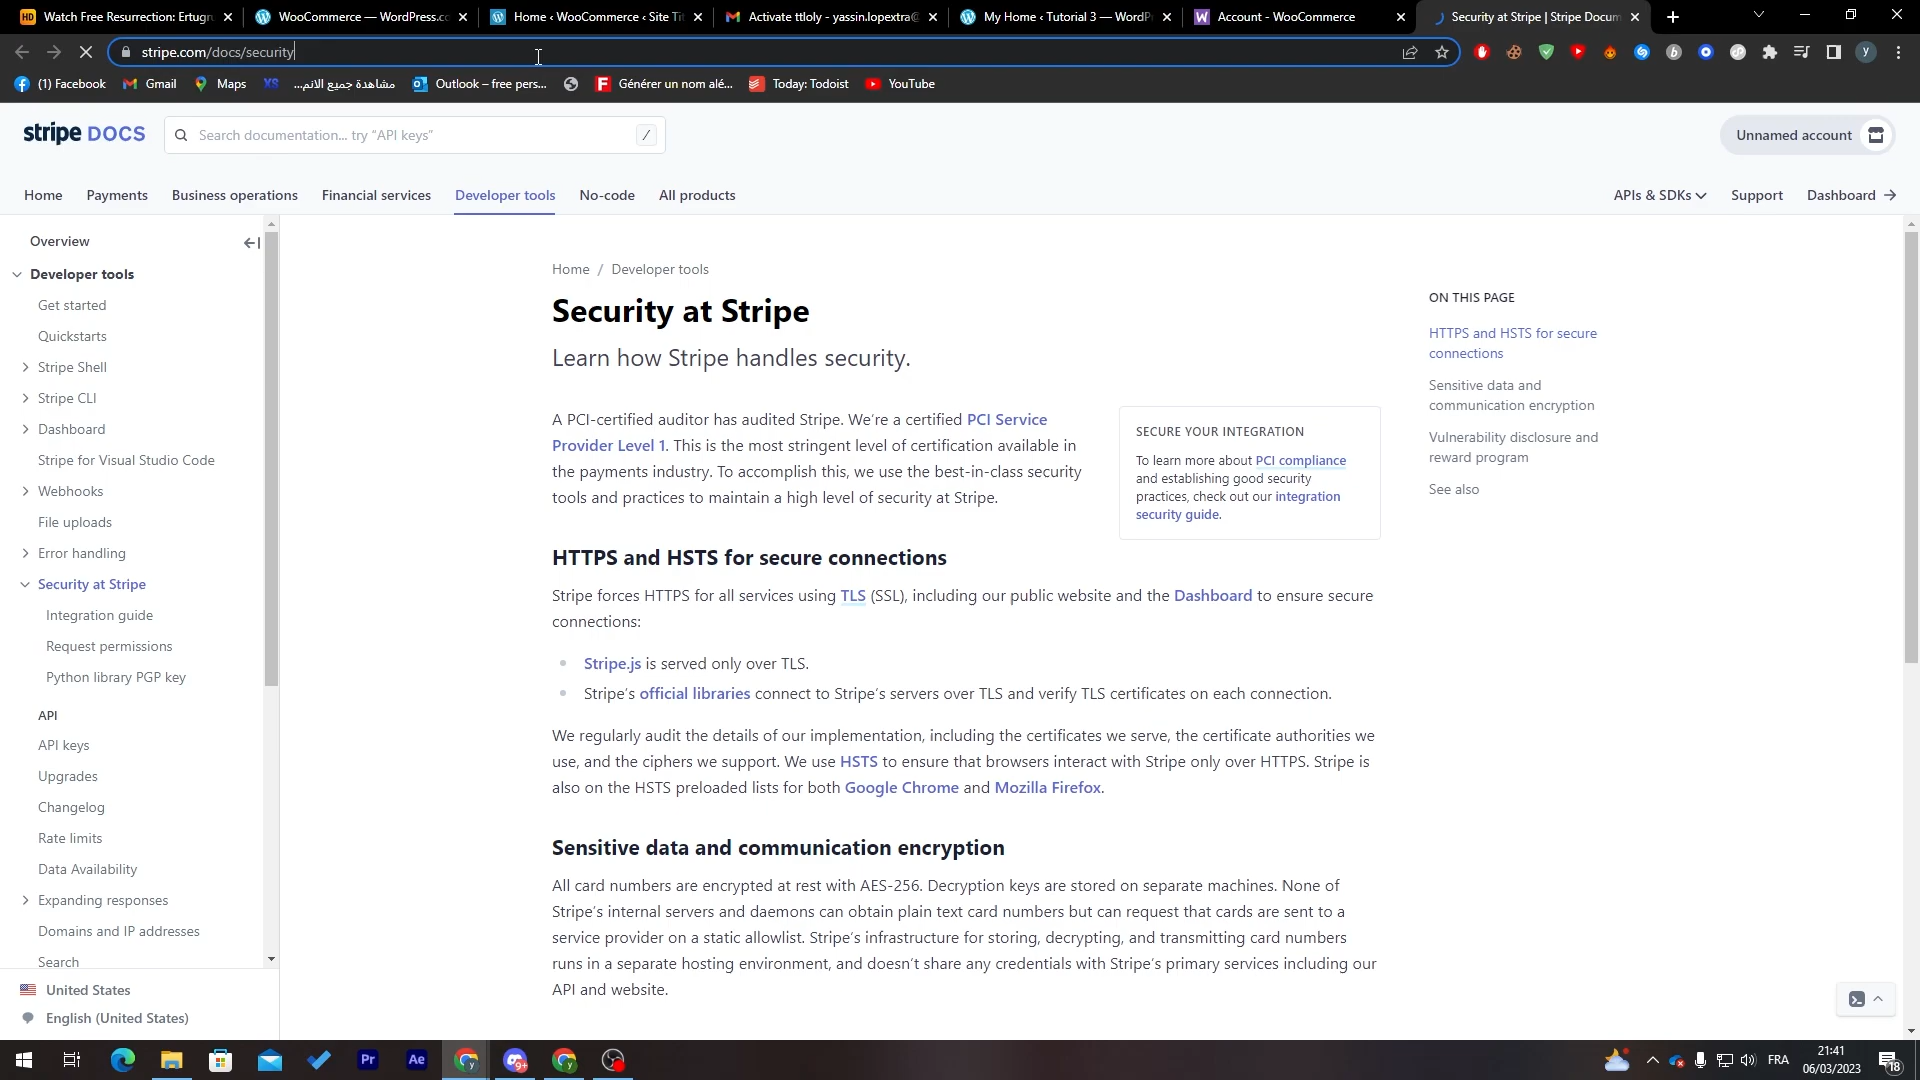 Watch Free Resurrection: Ertugr
WooCommerce — WordPress.co
Home ‹ WooCommerce ‹ Site Tit
Activate ttloly - yassin.lopextra@
My Home ‹ Tutorial 3 — WordPr
Account - WooCommerce
Security at Stripe | Stripe Docum
stripe.com/docs/security
(1) Facebook
Gmail
Maps
مشاهدة جميع الانم...
Outlook – free pers...
Générer un nom alé...
Today: Todoist
YouTube
stripe DOCS
Search documentation... try “API keys”
/
Unnamed account
Home
Payments
Business operations
Financial services
Developer tools
No-code
All products
APIs & SDKs
Support
Dashboard
Overview
Developer tools
Get started
Quickstarts
Stripe Shell
Stripe CLI
Dashboard
Stripe for Visual Studio Code
Webhooks
File uploads
Error handling
Security at Stripe
Integration guide
Request permissions
Python library PGP key
API
API keys
Upgrades
Changelog
Rate limits
Data Availability
Expanding responses
Domains and IP addresses
Search
United States
English (United States)
Home / Developer tools
Security at Stripe
Learn how Stripe handles security.
A PCI-certified auditor has audited Stripe. We’re a certified PCI Service
Provider Level 1. This is the most stringent level of certification available in
the payments industry. To accomplish this, we use the best-in-class security
tools and practices to maintain a high level of security at Stripe.
SECURE YOUR INTEGRATION
To learn more about PCI compliance
and establishing good security
practices, check out our integration
security guide.
HTTPS and HSTS for secure connections
Stripe forces HTTPS for all services using TLS (SSL), including our public website and the Dashboard to ensure secure
connections:
Stripe.js is served only over TLS.
Stripe’s official libraries connect to Stripe’s servers over TLS and verify TLS certificates on each connection.
We regularly audit the details of our implementation, including the certificates we serve, the certificate authorities we
use, and the ciphers we support. We use HSTS to ensure that browsers interact with Stripe only over HTTPS. Stripe is
also on the HSTS preloaded lists for both Google Chrome and Mozilla Firefox.
Sensitive data and communication encryption
All card numbers are encrypted at rest with AES-256. Decryption keys are stored on separate machines. None of
Stripe’s internal servers and daemons can obtain plain text card numbers but can request that cards are sent to a
service provider on a static allowlist. Stripe’s infrastructure for storing, decrypting, and transmitting card numbers
runs in a separate hosting environment, and doesn’t share any credentials with Stripe’s primary services including our
API and website.
ON THIS PAGE
HTTPS and HSTS for secure
connections
Sensitive data and
communication encryption
Vulnerability disclosure and
reward program
See also
Pr
Ae
9+
FRA
21:41
06/03/2023
18